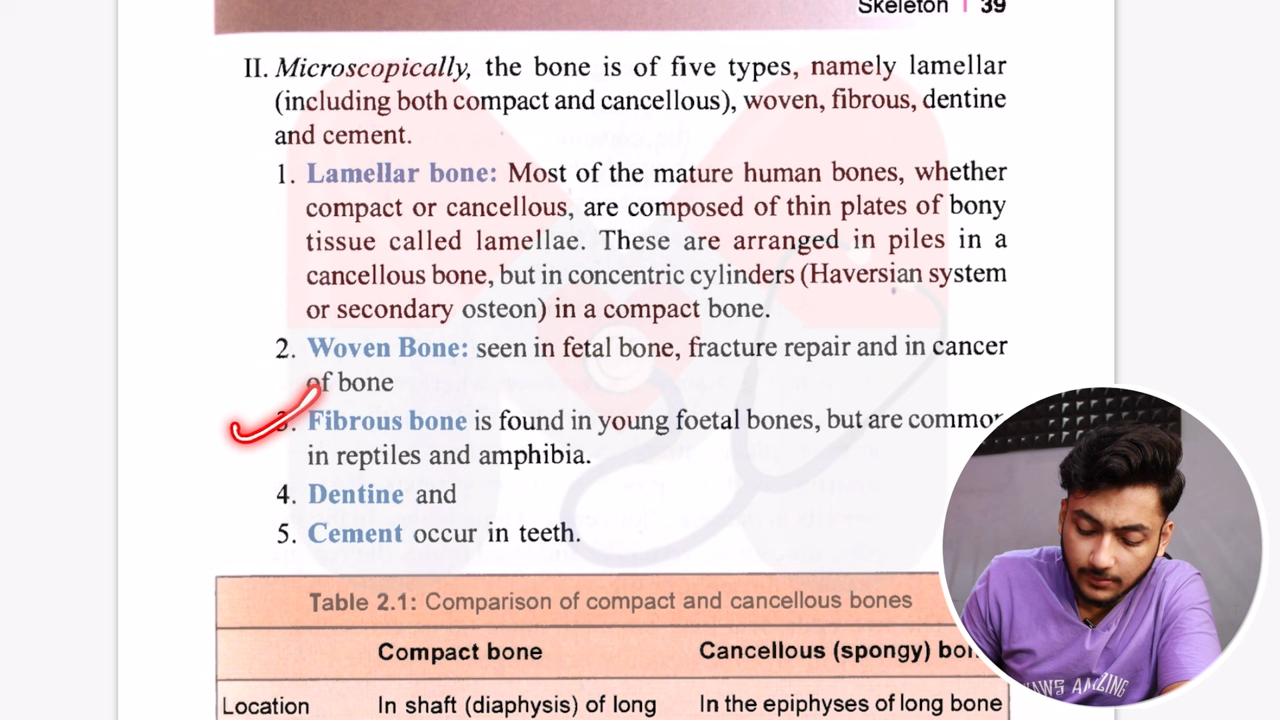 Skeleton | 39
II. Microscopically, the bone is of five types, namely lamellar
(including both compact and cancellous), woven, fibrous, dentine
and cement.
1. Lamellar bone: Most of the mature human bones, whether
compact or cancellous, are composed of thin plates of bony
tissue called lamellae. These are arranged in piles in a
cancellous bone, but in concentric cylinders (Haversian system
or secondary osteon) in a compact bone.
2. Woven Bone: seen in fetal bone, fracture repair and in cancer
of bone
3. Fibrous bone is found in young foetal bones, but are common
in reptiles and amphibia.
4. Dentine and
5. Cement occur in teeth.
Table 2.1: Comparison of compact and cancellous bones
Compact bone Cancellous (spongy)
Location In shaft (diaphysis) of long In the epiphyses of long bone
AMAZING